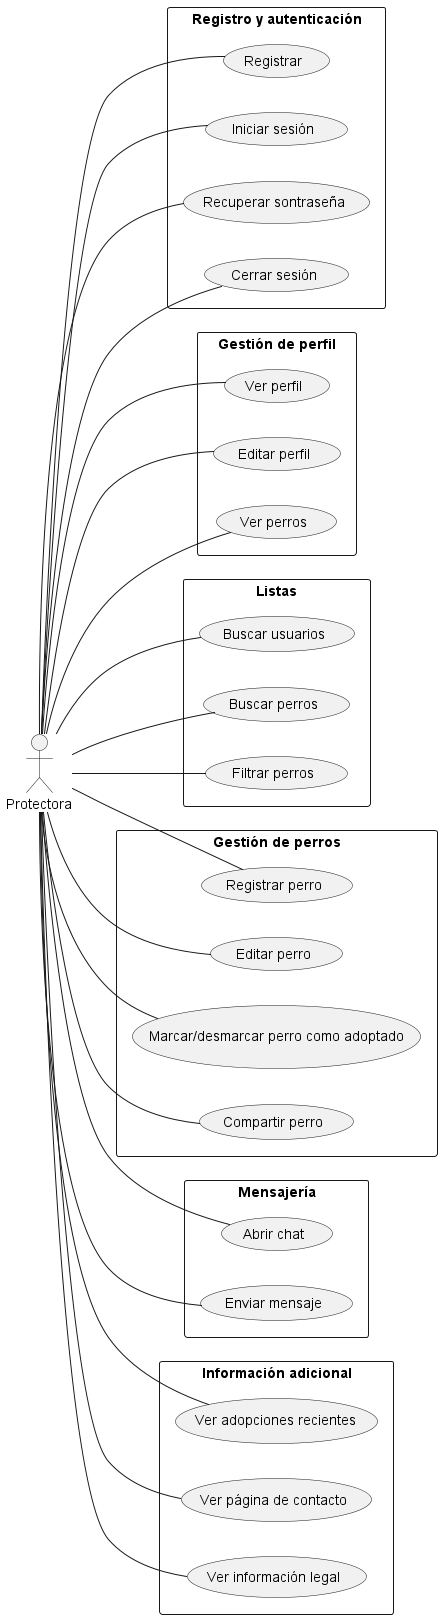 Registro y autenticación
Registrar
Iniciar sesión
Recuperar sontraseña
Cerrar sesión
Gestión de perfil
Ver perfil
Editar perfil
Ver perros
Listas
Buscar usuarios
Buscar perros
Filtrar perros
Protectora
Gestión de perros
Registrar perro
Editar perro
Marcar/desmarcar perro como adoptado
Compartir perro
Mensajería
Abrir chat
Enviar mensaje
Información adicional
Ver adopciones recientes
Ver página de contacto
Ver información legal